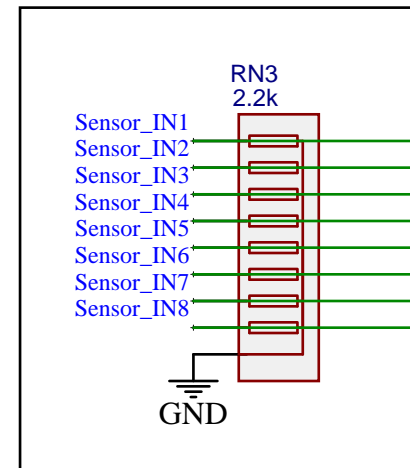 RN3
2.2k
Sensor_IN1
Sensor_IN2
Sensor_IN3
Sensor_IN4
Sensor_IN5
Sensor_IN6
Sensor_IN7
Sensor_IN8
GND